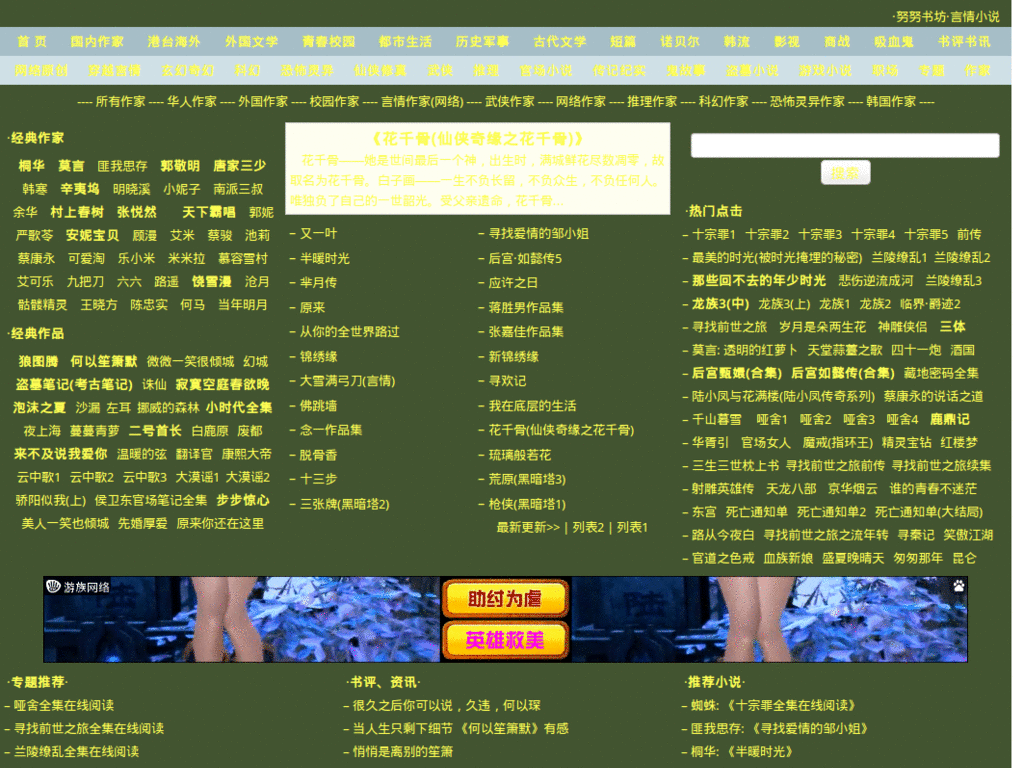 ·努努书坊·言情小说
首 页 国内作家 港台海外 外国文学 青春校园 都市生活 历史军事 古代文学 短篇 诺贝尔 韩流 影视 商战 吸血鬼 书评书讯
网络原创 穿越言情 玄幻奇幻 科幻 恐怖灵异 仙侠修真 武侠 推理 官场小说 传记纪实 鬼故事 盗墓小说 游戏小说 职场 专题 作家
---- 所有作家 ---- 华人作家 ---- 外国作家 ---- 校园作家 ---- 言情作家(网络) ---- 武侠作家 ---- 网络作家 ---- 推理作家 ---- 科幻作家 ---- 恐怖灵异作家 ---- 韩国作家 ----
·经典作家
桐华 莫言 匪我思存 郭敬明 唐家三少
韩寒 辛夷坞 明晓溪 小妮子 南派三叔
余华 村上春树 张悦然 天下霸唱 郭妮
严歌苓 安妮宝贝 顾漫 艾米 蔡骏 池莉
蔡康永 可爱淘 乐小米 米米拉 慕容雪村
艾可乐 九把刀 六六 路遥 饶雪漫 沧月
骷髅精灵 王晓方 陈忠实 何马 当年明月
·经典作品
狼图腾 何以笙箫默 微微一笑很倾城 幻城
盗墓笔记(考古笔记) 诛仙 寂寞空庭春欲晚
泡沫之夏 沙漏 左耳 挪威的森林 小时代全集
夜上海 蔓蔓青萝 二号首长 白鹿原 废都
来不及说我爱你 温暖的弦 翻译官 康熙大帝
云中歌1 云中歌2 云中歌3 大漠谣1 大漠谣2
骄阳似我(上) 侯卫东官场笔记全集 步步惊心
美人一笑也倾城 先婚厚爱 原来你还在这里
《花千骨(仙侠奇缘之花千骨)》
花千骨——她是世间最后一个神，出生时，满城鲜花尽数凋零，故
取名为花千骨。白子画——一生不负长留，不负众生，不负任何人。
唯独负了自己的一世韶光。受父亲遗命，花千骨...
– 又一叶
– 半暖时光
– 芈月传
– 原来
– 从你的全世界路过
– 锦绣缘
– 大雪满弓刀(言情)
– 佛跳墙
– 念一作品集
– 脱骨香
– 十三步
– 三张牌(黑暗塔2)
– 寻找爱情的邹小姐
– 后宫·如懿传5
– 应许之日
– 蒋胜男作品集
– 张嘉佳作品集
– 新锦绣缘
– 寻欢记
– 我在底层的生活
– 花千骨(仙侠奇缘之花千骨)
– 琉璃般若花
– 荒原(黑暗塔3)
– 枪侠(黑暗塔1)
最新更新>> | 列表2 | 列表1
搜索
·热门点击
– 十宗罪1 十宗罪2 十宗罪3 十宗罪4 十宗罪5 前传
– 最美的时光(被时光掩埋的秘密) 兰陵缭乱1 兰陵缭乱2
– 那些回不去的年少时光 悲伤逆流成河 兰陵缭乱3
– 龙族3(中) 龙族3(上) 龙族1 龙族2 临界·爵迹2
– 寻找前世之旅 岁月是朵两生花 神雕侠侣 三体
– 莫言: 透明的红萝卜 天堂蒜薹之歌 四十一炮 酒国
– 后宫甄嬛(合集) 后宫如懿传(合集) 藏地密码全集
– 陆小凤与花满楼(陆小凤传奇系列) 蔡康永的说话之道
– 千山暮雪 哑舍1 哑舍2 哑舍3 哑舍4 鹿鼎记
– 华胥引 官场女人 魔戒(指环王) 精灵宝钻 红楼梦
– 三生三世枕上书 寻找前世之旅前传 寻找前世之旅续集
– 射雕英雄传 天龙八部 京华烟云 谁的青春不迷茫
– 东宫 死亡通知单 死亡通知单2 死亡通知单(大结局)
– 路从今夜白 寻找前世之旅之流年转 寻秦记 笑傲江湖
– 官道之色戒 血族新娘 盛夏晚晴天 匆匆那年 昆仑
游族网络
助纣为虐
英雄救美
·专题推荐·
– 哑舍全集在线阅读
– 寻找前世之旅全集在线阅读
– 兰陵缭乱全集在线阅读
·书评、资讯·
– 很久之后你可以说，久违，何以琛
– 当人生只剩下细节 《何以笙箫默》有感
– 悄悄是离别的笙箫
·推荐小说·
– 蜘蛛: 《十宗罪全集在线阅读》
– 匪我思存: 《寻找爱情的邹小姐》
– 桐华: 《半暖时光》